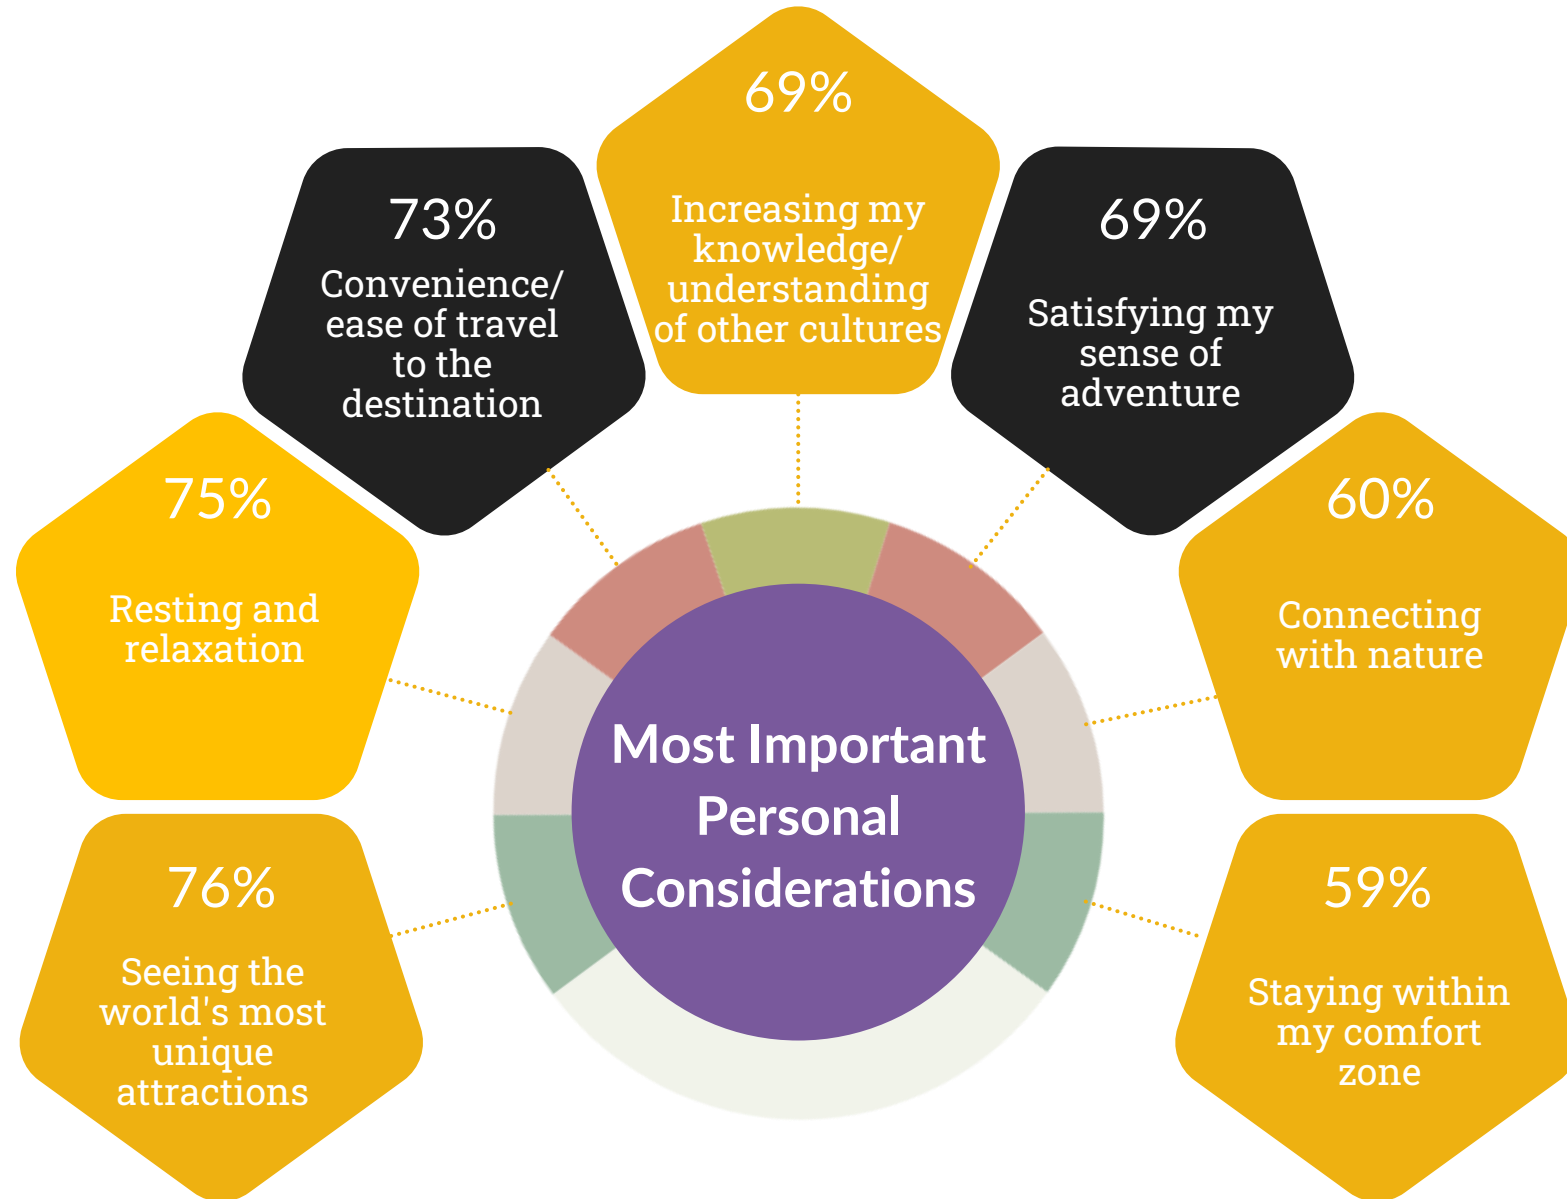 69%
Increasing my
knowledge/
understanding
of other cultures
73%
Convenience/
ease of travel
to the
destination
69%
Satisfying my
sense of
adventure
75%
Resting and
relaxation
60%
Connecting
with nature
Most Important
Personal
Considerations
76%
Seeing the
world's most
unique
attractions
59%
Staying within
my comfort
zone